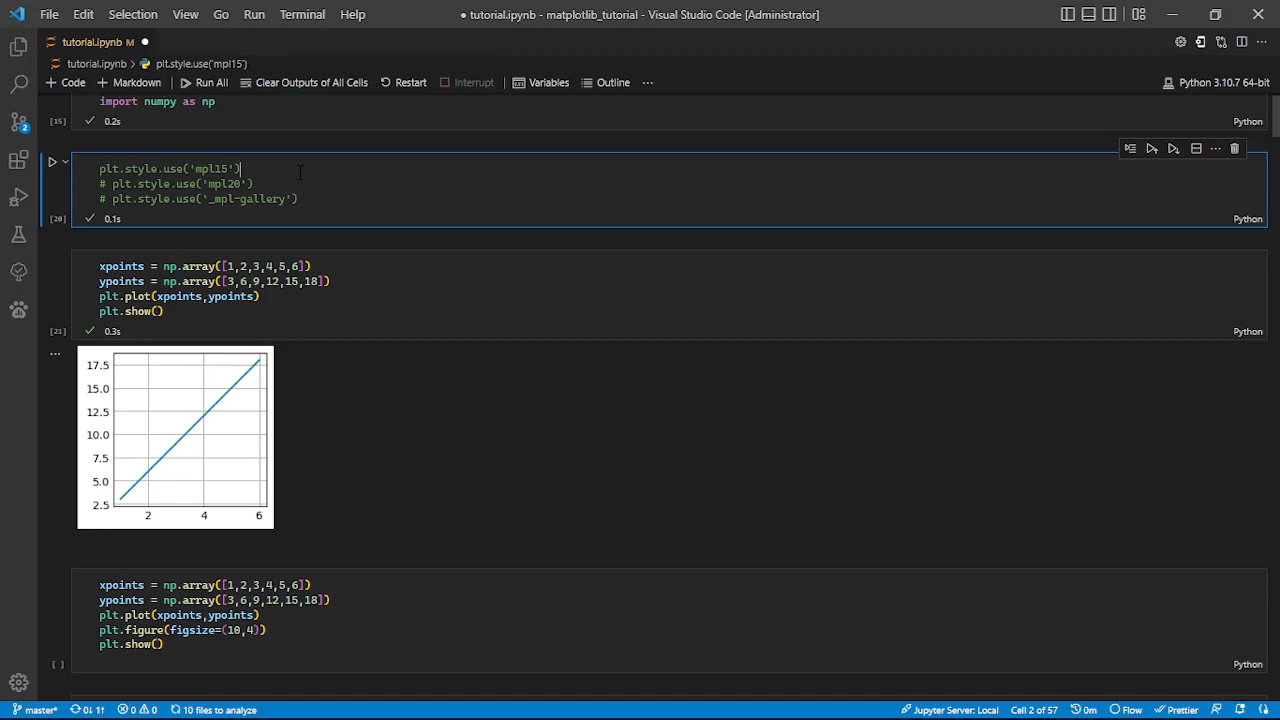 File Edit Selection View Go Run Terminal Help
● tutorial.ipynb - matplotlib_tutorial - Visual Studio Code [Administrator]
tutorial.ipynb M ●
tutorial.ipynb > plt.style.use('mpl15')
+ Code + Markdown Run All Clear Outputs of All Cells Restart Interrupt Variables Outline ···
Python 3.10.7 64-bit
import numpy as np
[15] ✓ 0.2s Python
plt.style.use('mpl15')
# plt.style.use('mpl20')
# plt.style.use('_mpl-gallery')
[20] ✓ 0.1s Python
xpoints = np.array([1,2,3,4,5,6])
ypoints = np.array([3,6,9,12,15,18])
plt.plot(xpoints,ypoints)
plt.show()
[21] ✓ 0.3s Python
17.5
15.0
12.5
10.0
7.5
5.0
2.5
2 4 6
xpoints = np.array([1,2,3,4,5,6])
ypoints = np.array([3,6,9,12,15,18])
plt.plot(xpoints,ypoints)
plt.figure(figsize=(10,4))
plt.show()
[ ] Python
2
master* 0↓ 1↑ 0 0 10 files to analyze
Jupyter Server: Local Cell 2 of 57 0m Flow Prettier